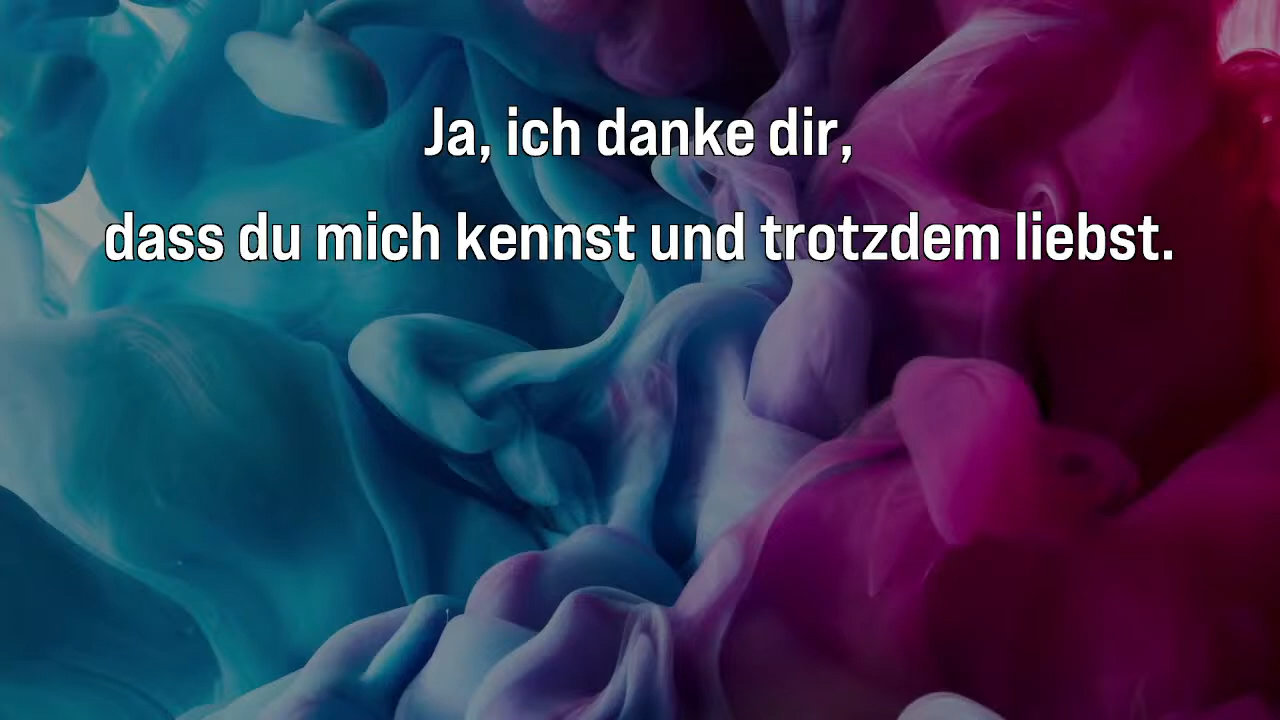 Ja, ich danke dir,
dass du mich kennst und trotzdem liebst.